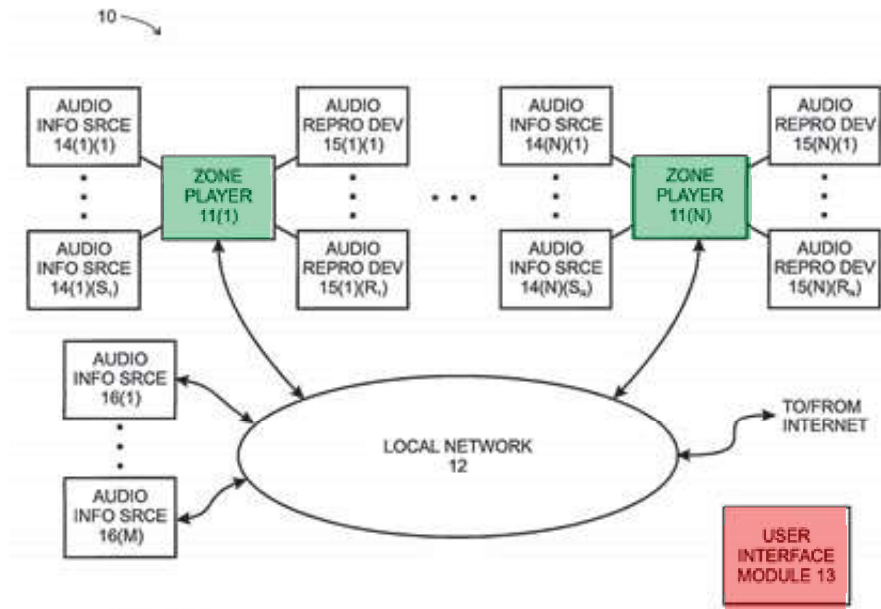 10
AUDIO
INFO SRCE
14(1)(1)
AUDIO
REPRO DEV
15(1)(1)
AUDIO
INFO SRCE
14(N)(1)
AUDIO
REPRO DEV
15(N)(1)
ZONE
PLAYER
11(1)
ZONE
PLAYER
11(N)
AUDIO
INFO SRCE
14(1)(S₁)
AUDIO
REPRO DEV
15(1)(R₁)
AUDIO
INFO SRCE
14(N)(Sₙ)
AUDIO
REPRO DEV
15(N)(Rₙ)
AUDIO
INFO SRCE
16(1)
TO/FROM
INTERNET
LOCAL NETWORK
12
AUDIO
INFO SRCE
16(M)
USER
INTERFACE
MODULE 13